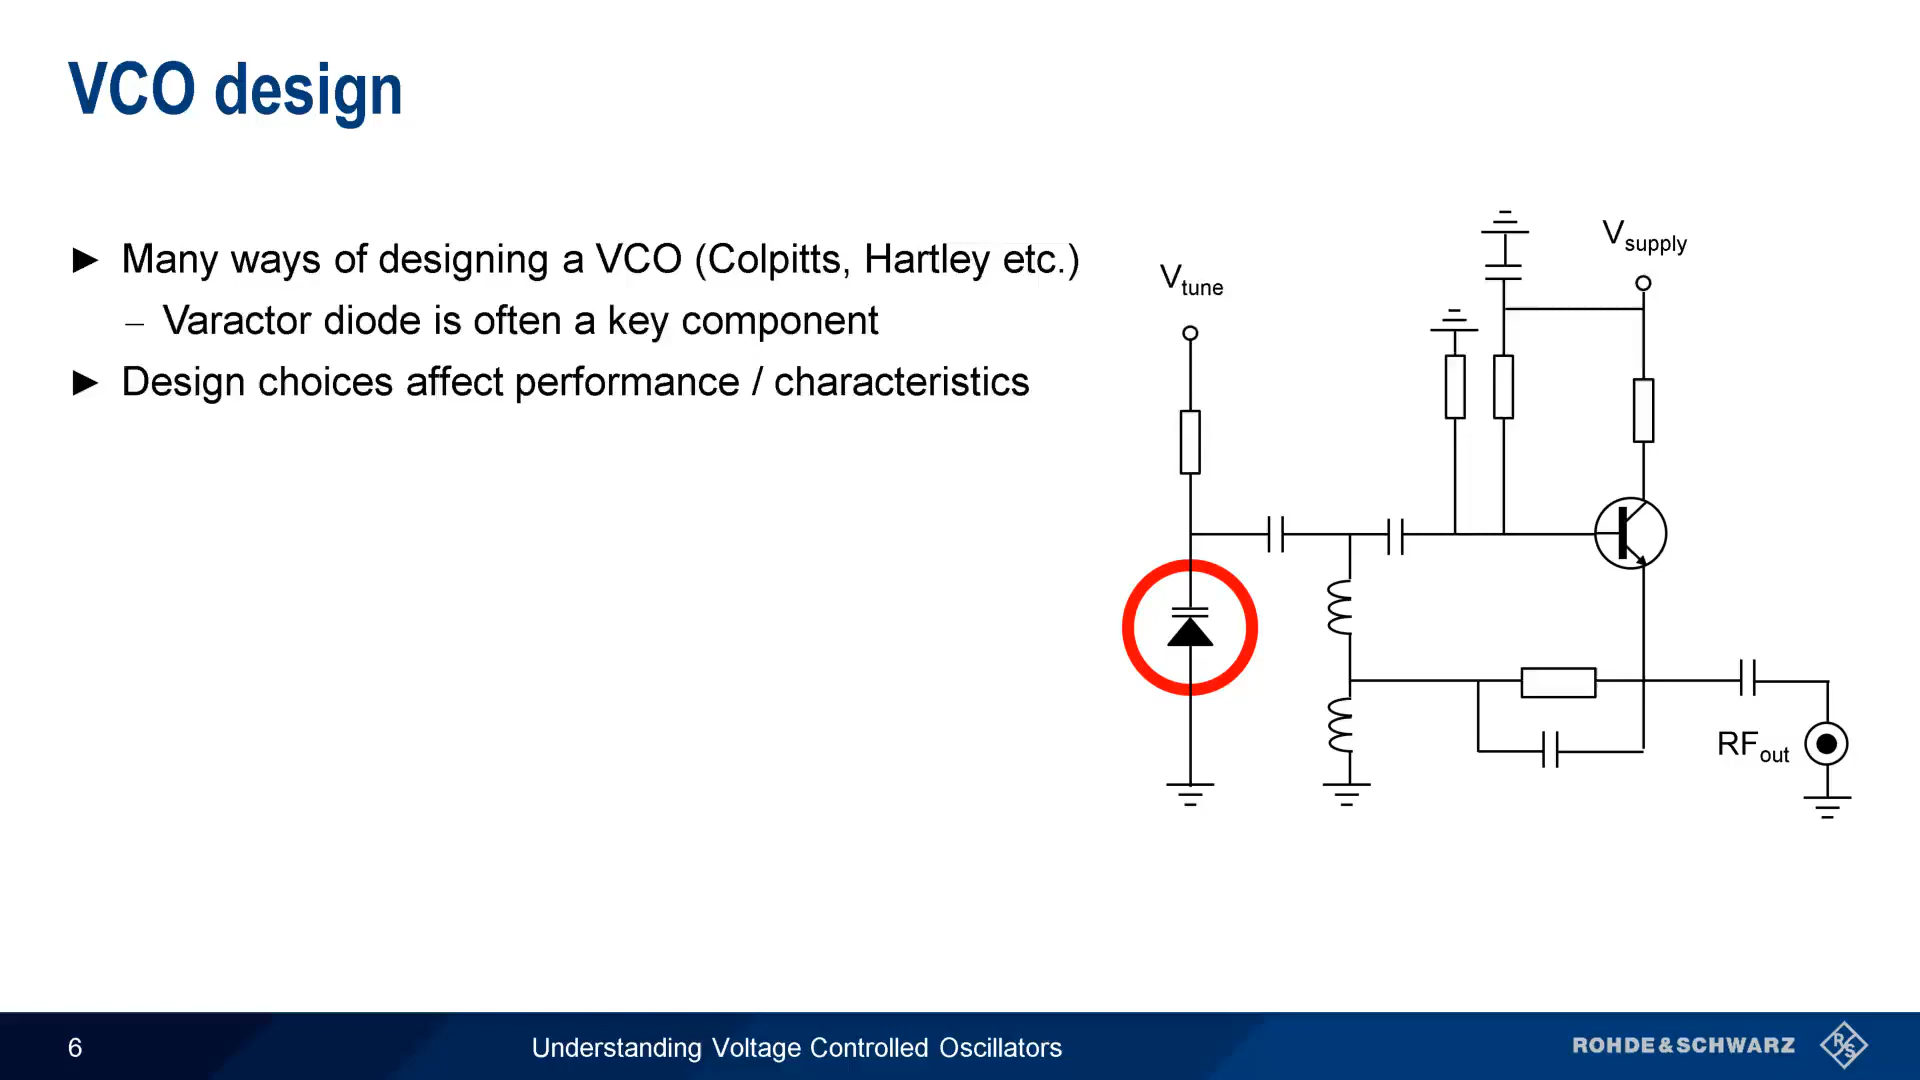 VCO design
► Many ways of designing a VCO (Colpitts, Hartley etc.)
– Varactor diode is often a key component
► Design choices affect performance / characteristics
Vtune
Vsupply
RFout
6
Understanding Voltage Controlled Oscillators
ROHDE&SCHWARZ
R&S